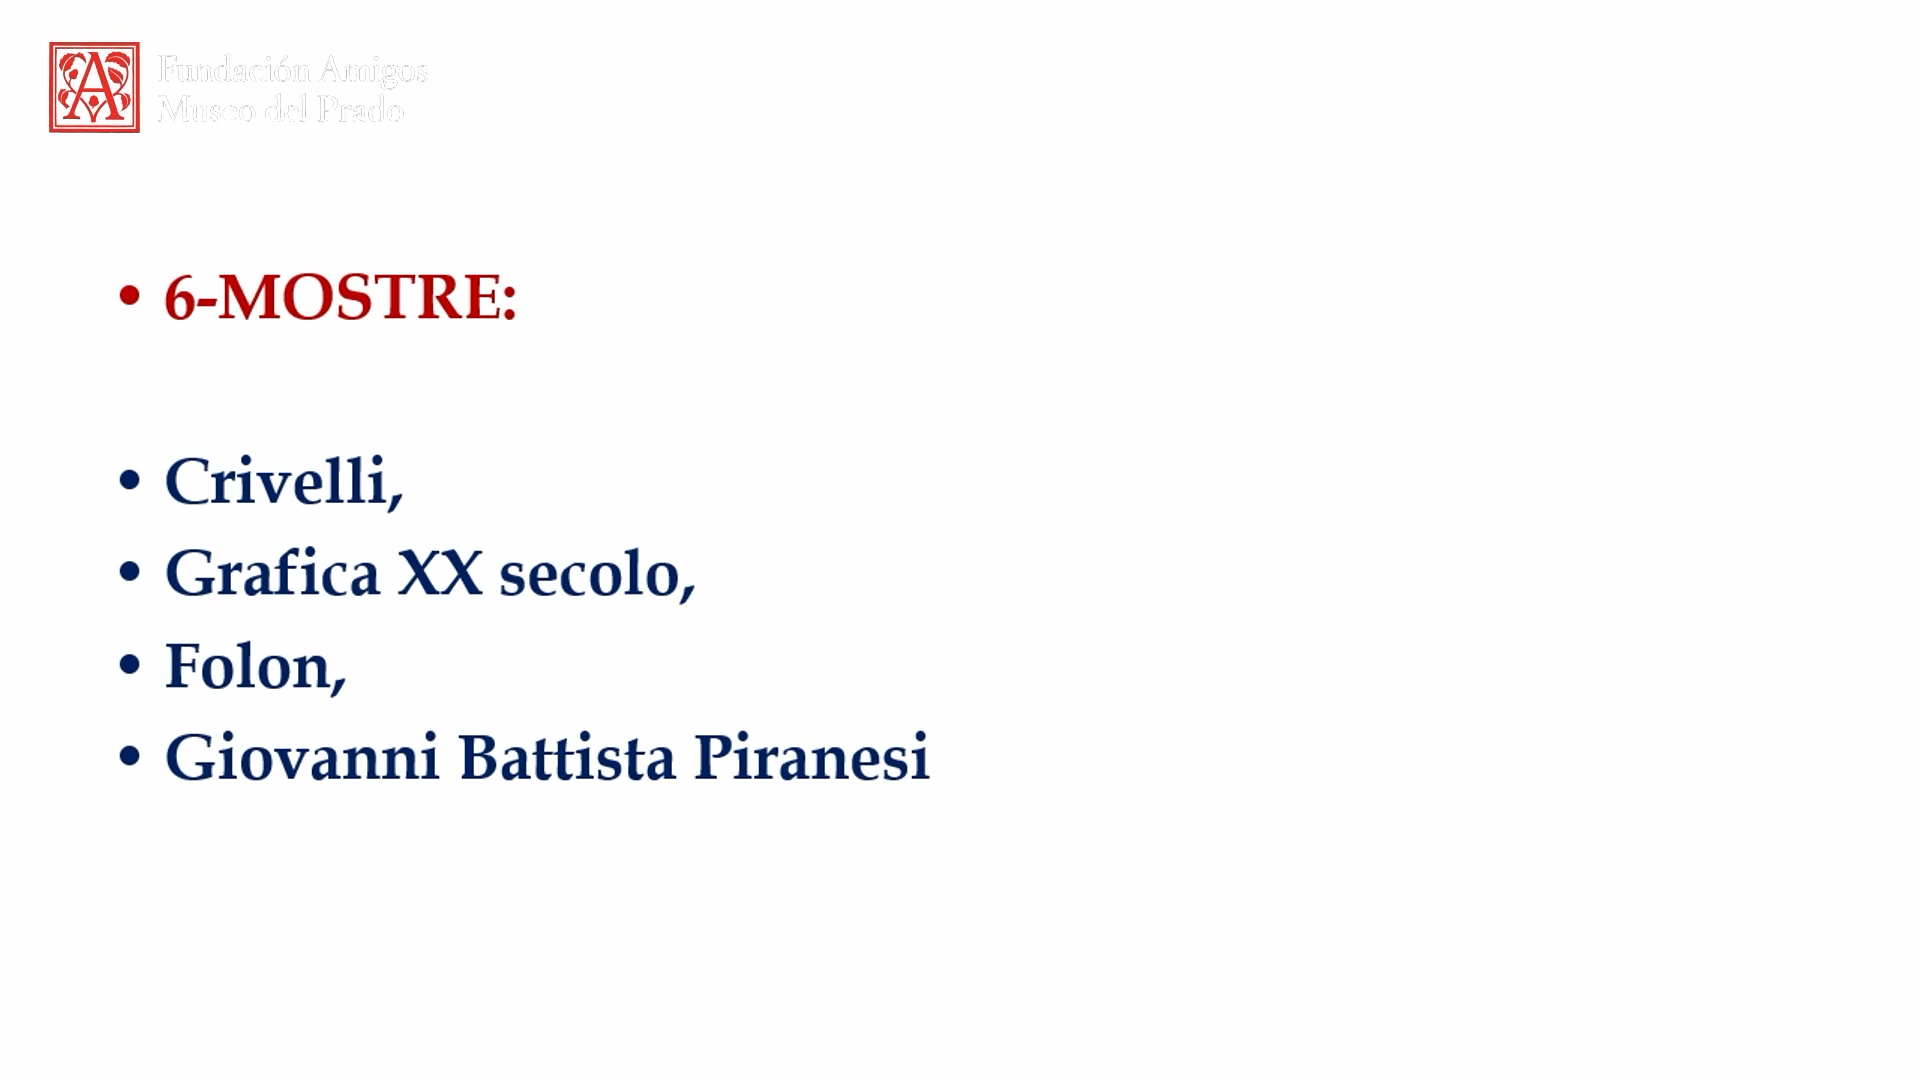 Fundación Amigos
Museo del Prado
• 6-MOSTRE:
• Crivelli,
• Grafica XX secolo,
• Folon,
• Giovanni Battista Piranesi